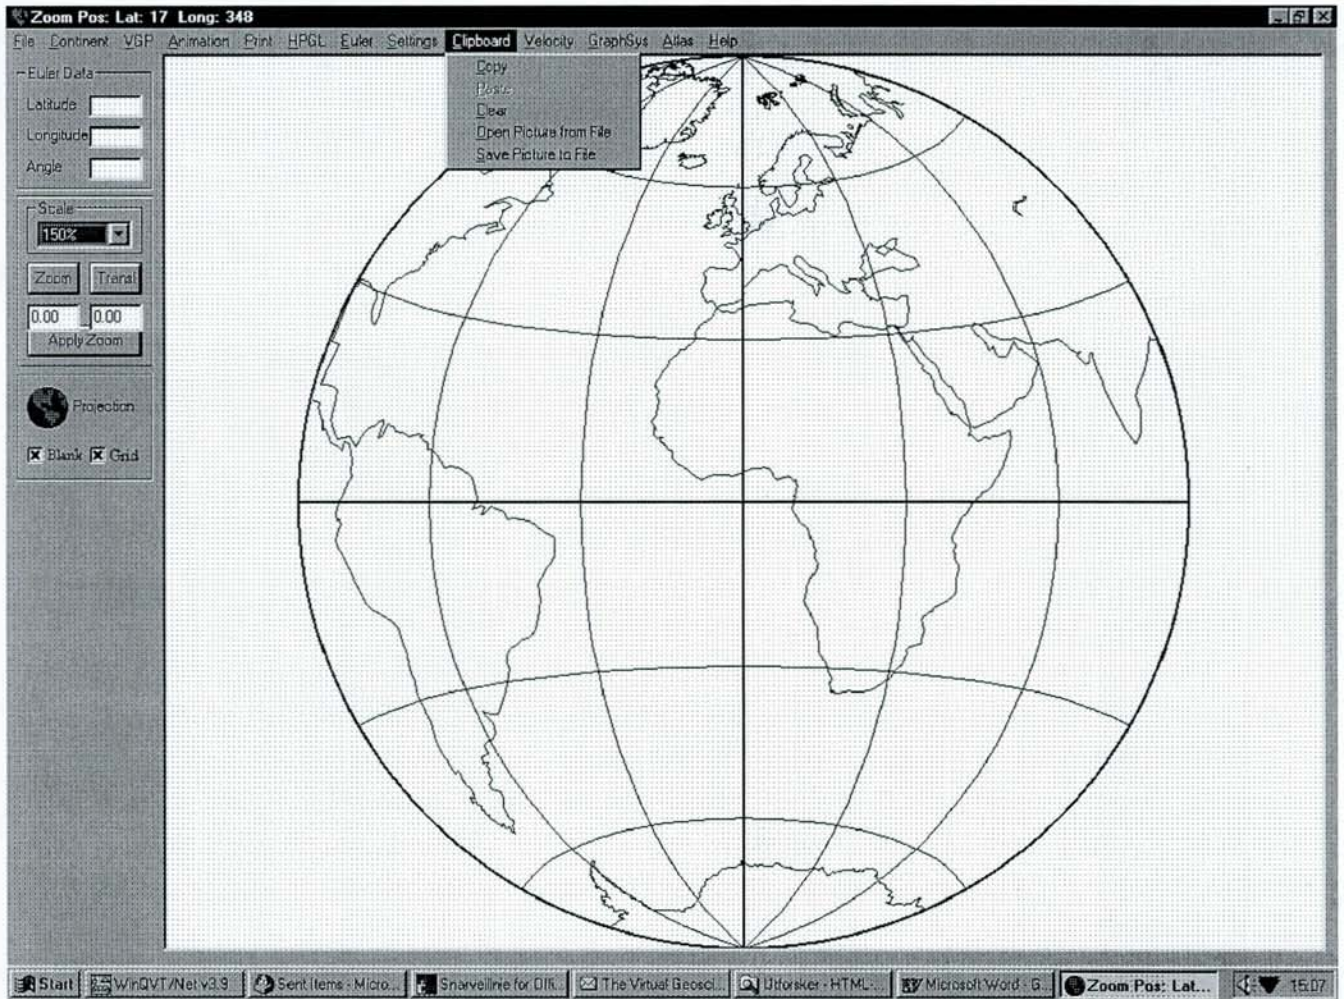 Zoom Pos: Lat: 17 Long: 348
File Continent VGP Animation Print HPGL Euler Settings Clipboard Velocity GraphSys Atlas Help
Copy
Paste
Clear
Open Picture from File
Save Picture to File
Euler Data
Latitude
Longitude
Angle
Scale
150%
Zoom Transl
0.00 0.00
Apply Zoom
Projection
Blank Grid
Start WinQVT/Net v3.9 Sent Items - Micro... Snarveilinje for Offi... The Virtual Geosci... Utforsker - HTML-... Microsoft Word - G... Zoom Pos: Lat... 15:07